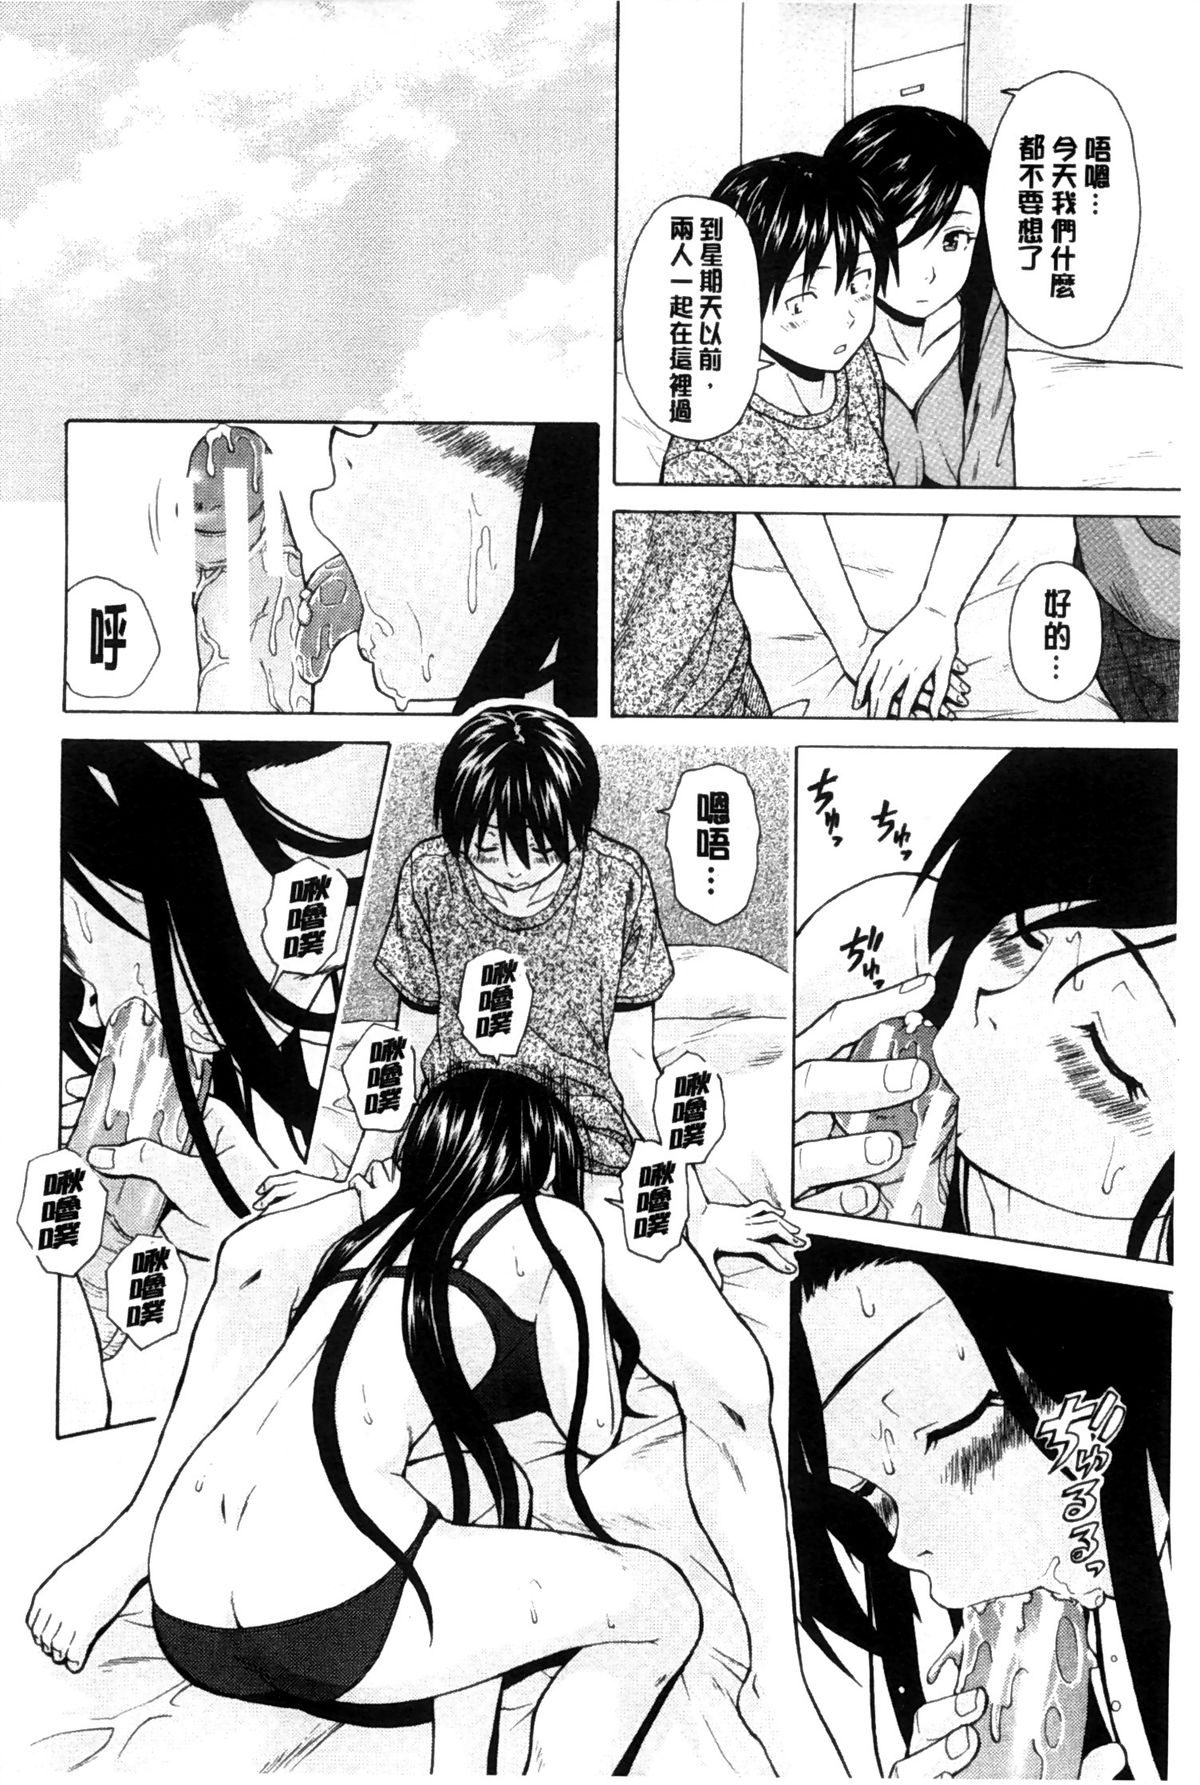 唔嗯…
今天我們什麼
都不要想了
到星期天以前，
兩人一起在這裡過
好的…
呼
ちゅっ
ちゅっ
ぢゅっ
嗯唔…
啾嚕噗
啾嚕噗
啾嚕噗
啾嚕噗
啾嚕噗
啾嚕噗
啾嚕噗
ぢゅるるっ